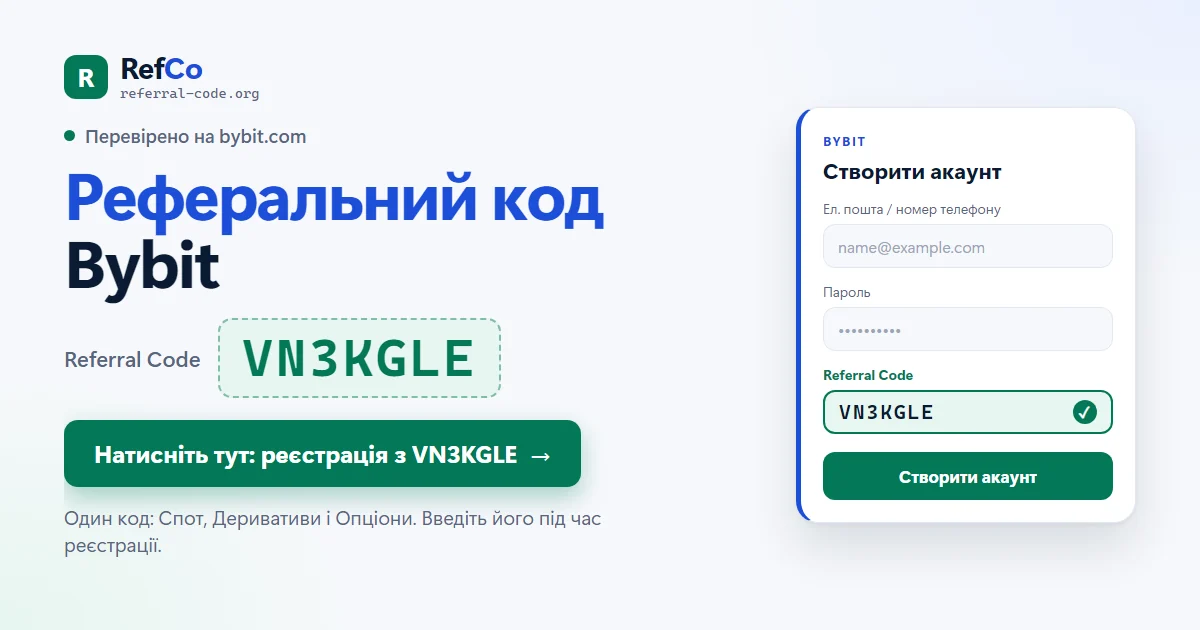 R
RefCo
referral-code.org
Перевірено на bybit.com
Реферальний код
Bybit
Referral Code
VN3KGLE
Натисніть тут: реєстрація з VN3KGLE →
Один код: Спот, Деривативи і Опціони. Введіть його під час
реєстрації.
BYBIT
Створити акаунт
Ел. пошта / номер телефону
name@example.com
Пароль
••••••••••
Referral Code
VN3KGLE
✓
Створити акаунт